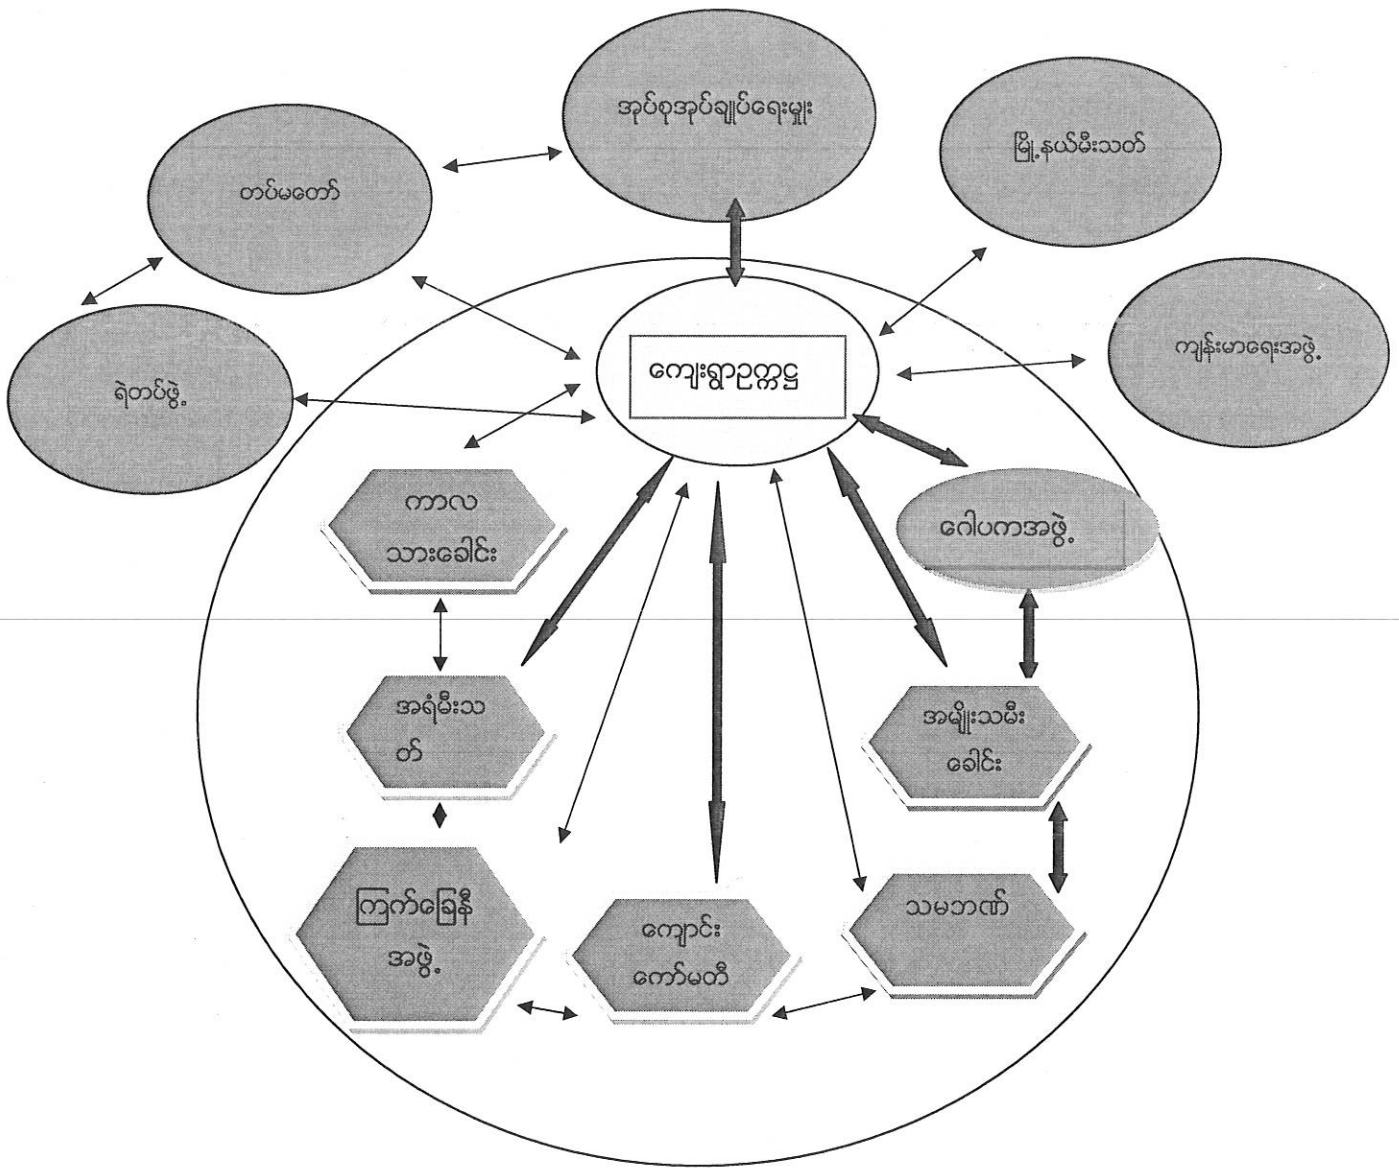 အုပ်စုအုပ်ချုပ်ရေးမှုး
မြို့နယ်မီးသတ်
တပ်မတော်
ကျန်းမာရေးအဖွဲ့
ကျေးရွာဥက္ကဋ္ဌ
ရဲတပ်ဖွဲ့
ကာလ
သားခေါင်း
ဂေါပကအဖွဲ့
အရံမီးသ
တ်
အမျိုးသမီး
ခေါင်း
ကြက်ခြေနီ
အဖွဲ့
ကျောင်း
ကော်မတီ
သမဘဏ်